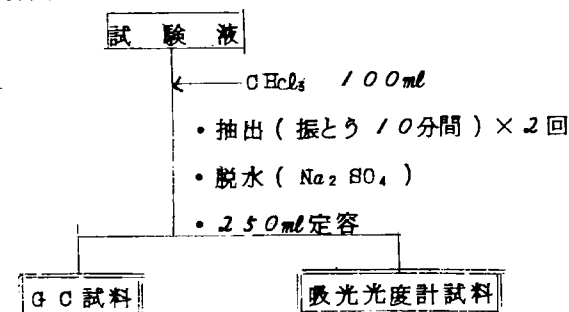 試験液
CHCl₃ 100ml
・抽出(振とう10分間)×2回
・脱水(Na₂SO₄)
・250ml定容
GC試料
吸光光度計試料